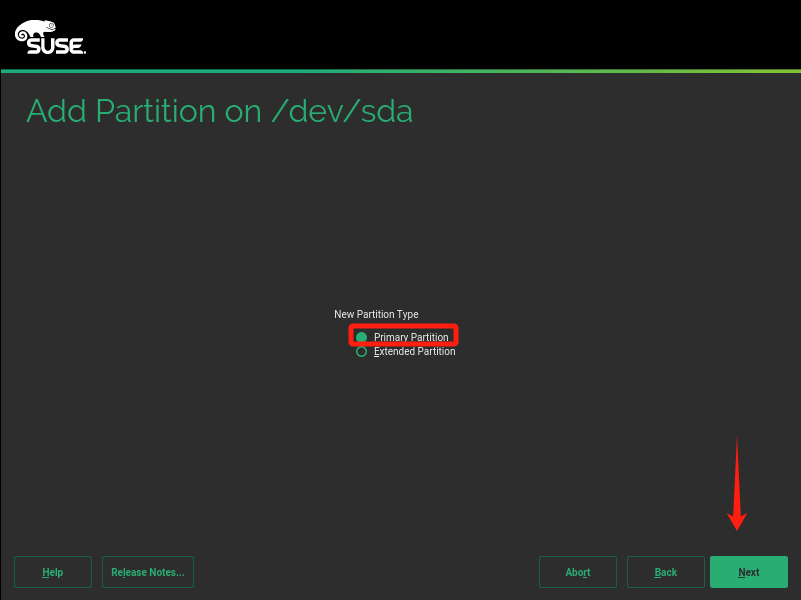 SUSE.
Add Partition on /dev/sda
New Partition Type
Primary Partition
Extended Partition
Help
Release Notes...
Abort
Back
Next